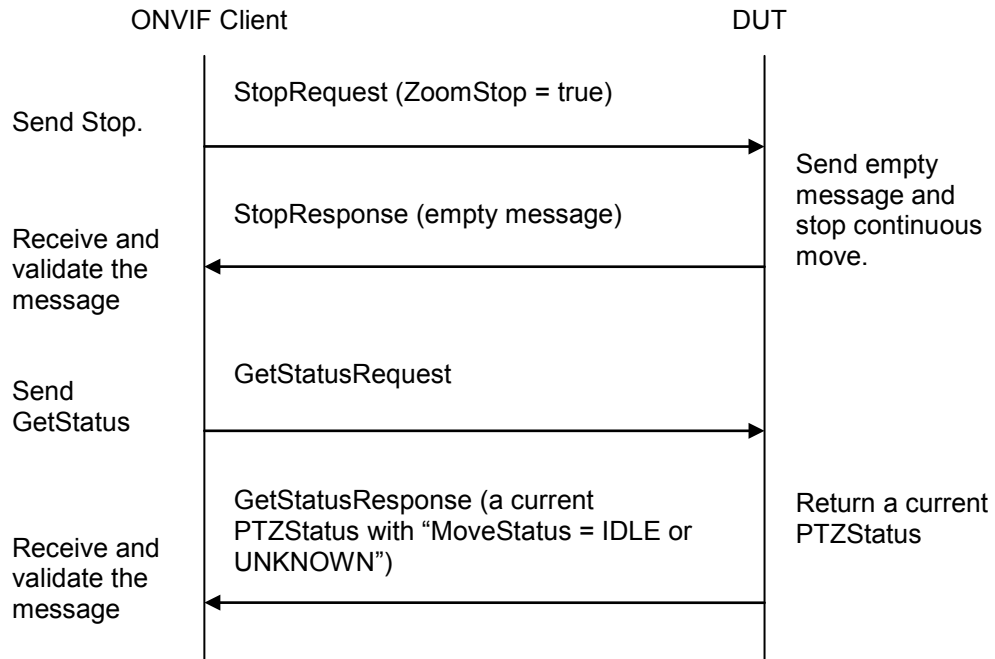 ONVIF Client
DUT
StopRequest (ZoomStop = true)
Send Stop.
Send empty
message and
stop continuous
move.
StopResponse (empty message)
Receive and
validate the
message
GetStatusRequest
Send
GetStatus
GetStatusResponse (a current
PTZStatus with “MoveStatus = IDLE or
UNKNOWN”)
Return a current
PTZStatus
Receive and
validate the
message